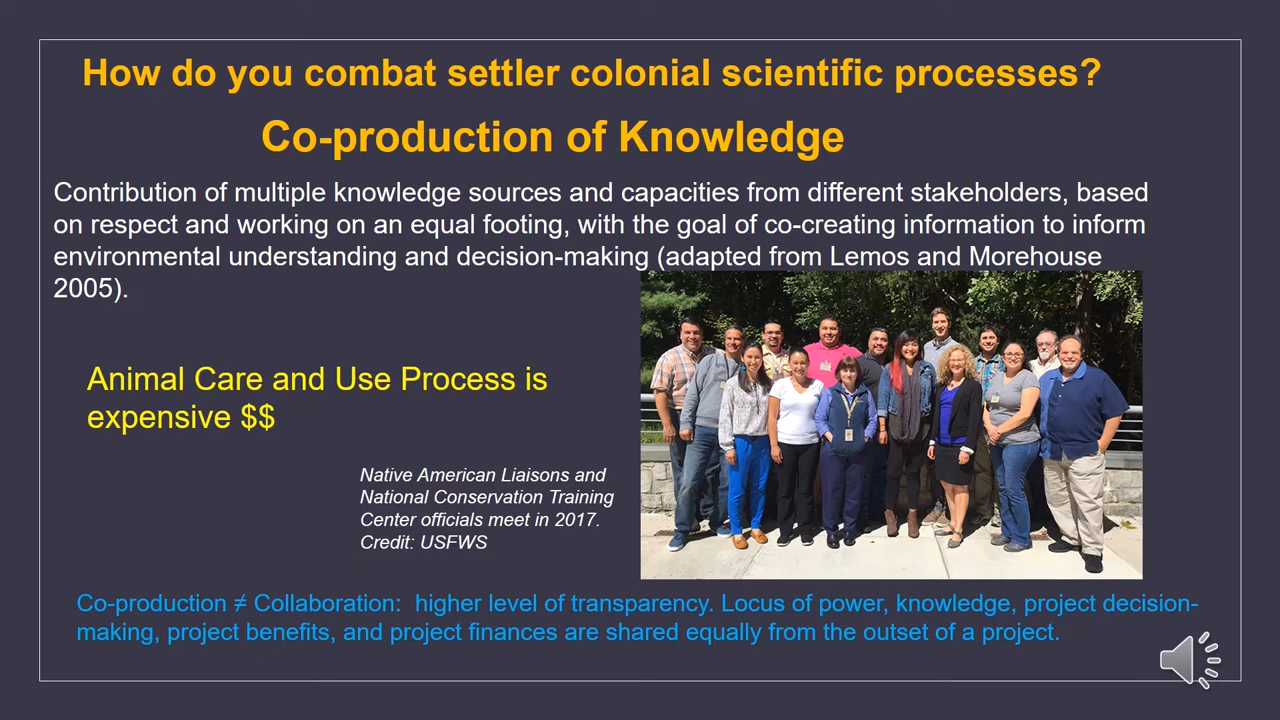 How do you combat settler colonial scientific processes?
Co-production of Knowledge
Contribution of multiple knowledge sources and capacities from different stakeholders, based
on respect and working on an equal footing, with the goal of co-creating information to inform
environmental understanding and decision-making (adapted from Lemos and Morehouse
2005).
Animal Care and Use Process is
expensive $$
Native American Liaisons and
National Conservation Training
Center officials meet in 2017.
Credit: USFWS
Co-production ≠ Collaboration: higher level of transparency. Locus of power, knowledge, project decision-
making, project benefits, and project finances are shared equally from the outset of a project.